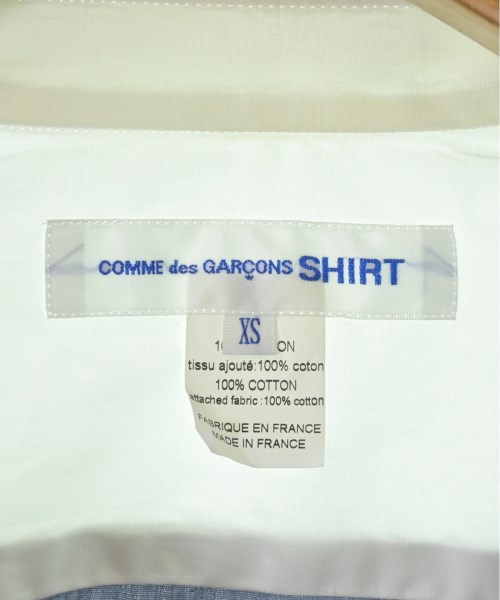 COMME des GARÇONS SHIRT
XS
tissu ajouté:100% coton
100% COTTON
attached fabric :100% cotton
FABRIQUE EN FRANCE
MADE IN FRANCE